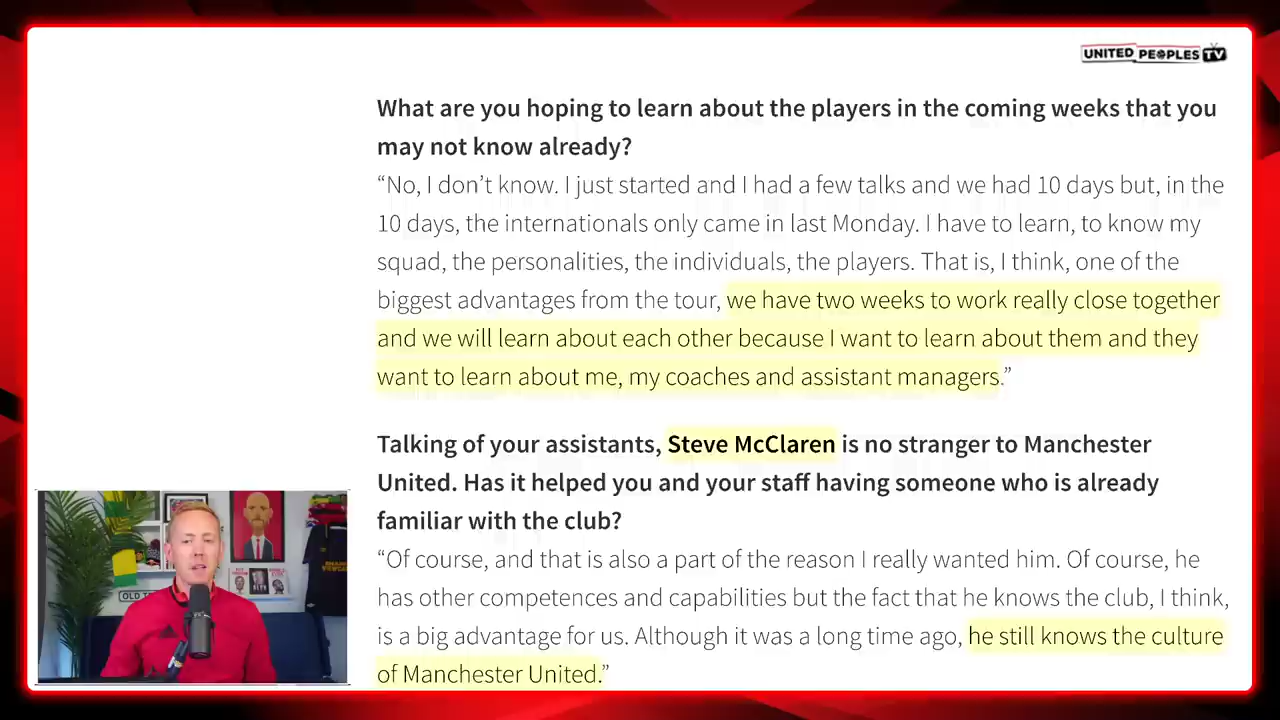 UNITED PEOPLES TV
What are you hoping to learn about the players in the coming weeks that you
may not know already?
“No, I don’t know. I just started and I had a few talks and we had 10 days but, in the
10 days, the internationals only came in last Monday. I have to learn, to know my
squad, the personalities, the individuals, the players. That is, I think, one of the
biggest advantages from the tour, we have two weeks to work really close together
and we will learn about each other because I want to learn about them and they
want to learn about me, my coaches and assistant managers.”
Talking of your assistants, Steve McClaren is no stranger to Manchester
United. Has it helped you and your staff having someone who is already
familiar with the club?
“Of course, and that is also a part of the reason I really wanted him. Of course, he
has other competences and capabilities but the fact that he knows the club, I think,
is a big advantage for us. Although it was a long time ago, he still knows the culture
of Manchester United.”
OLD